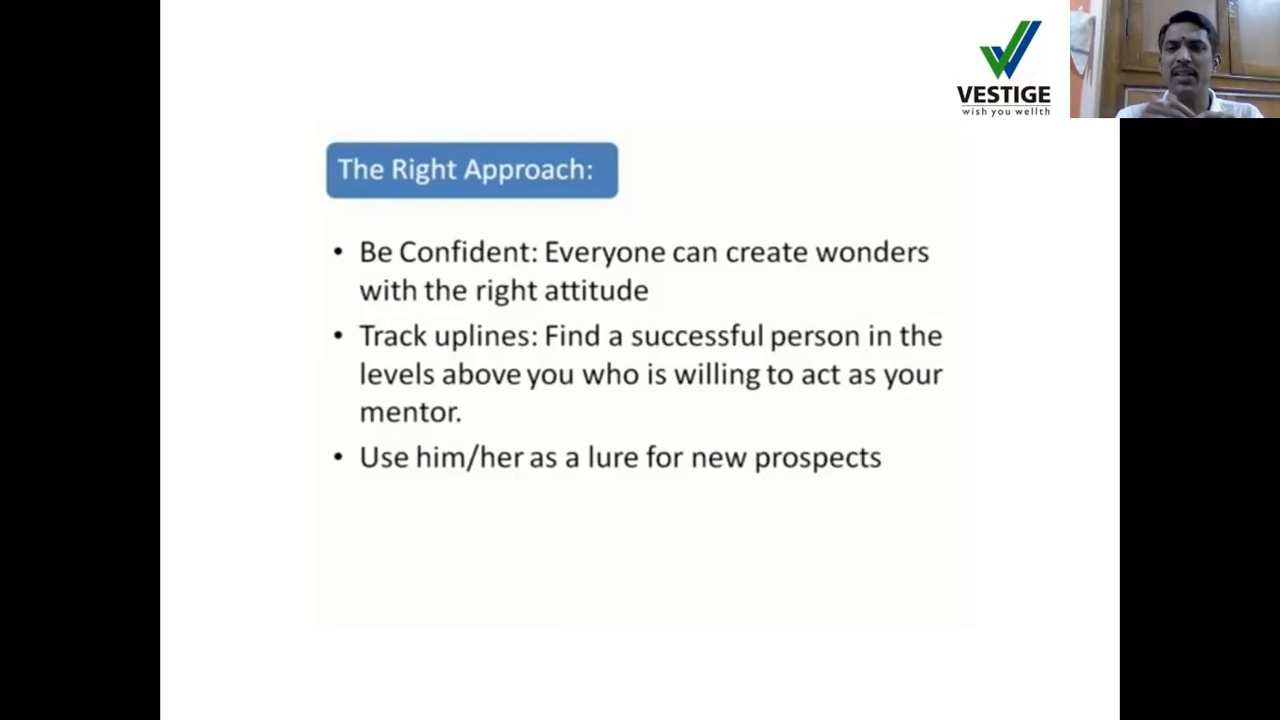 VESTIGE
wish you wellth
The Right Approach:
• Be Confident: Everyone can create wonders
with the right attitude
• Track uplines: Find a successful person in the
levels above you who is willing to act as your
mentor.
• Use him/her as a lure for new prospects